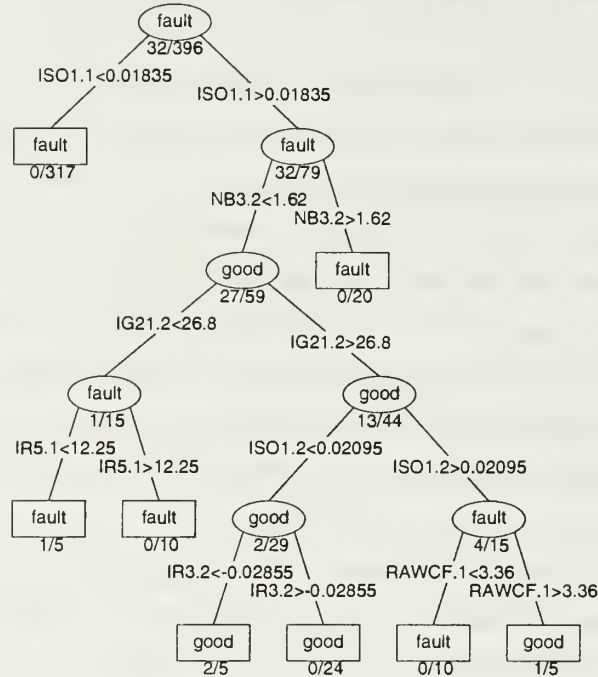 fault
32/396
ISO1.1<0.01835
ISO1.1>0.01835
fault
0/317
fault
32/79
NB3.2<1.62
NB3.2>1.62
good
27/59
fault
0/20
IG21.2<26.8
IG21.2>26.8
fault
1/15
good
13/44
IR5.1<12.25
IR5.1>12.25
ISO1.2<0.02095
ISO1.2>0.02095
fault
1/5
fault
0/10
good
2/29
fault
4/15
IR3.2<-0.02855
IR3.2>-0.02855
RAWCF.1<3.36
RAWCF.1>3.36
good
2/5
good
0/24
fault
0/10
good
1/5